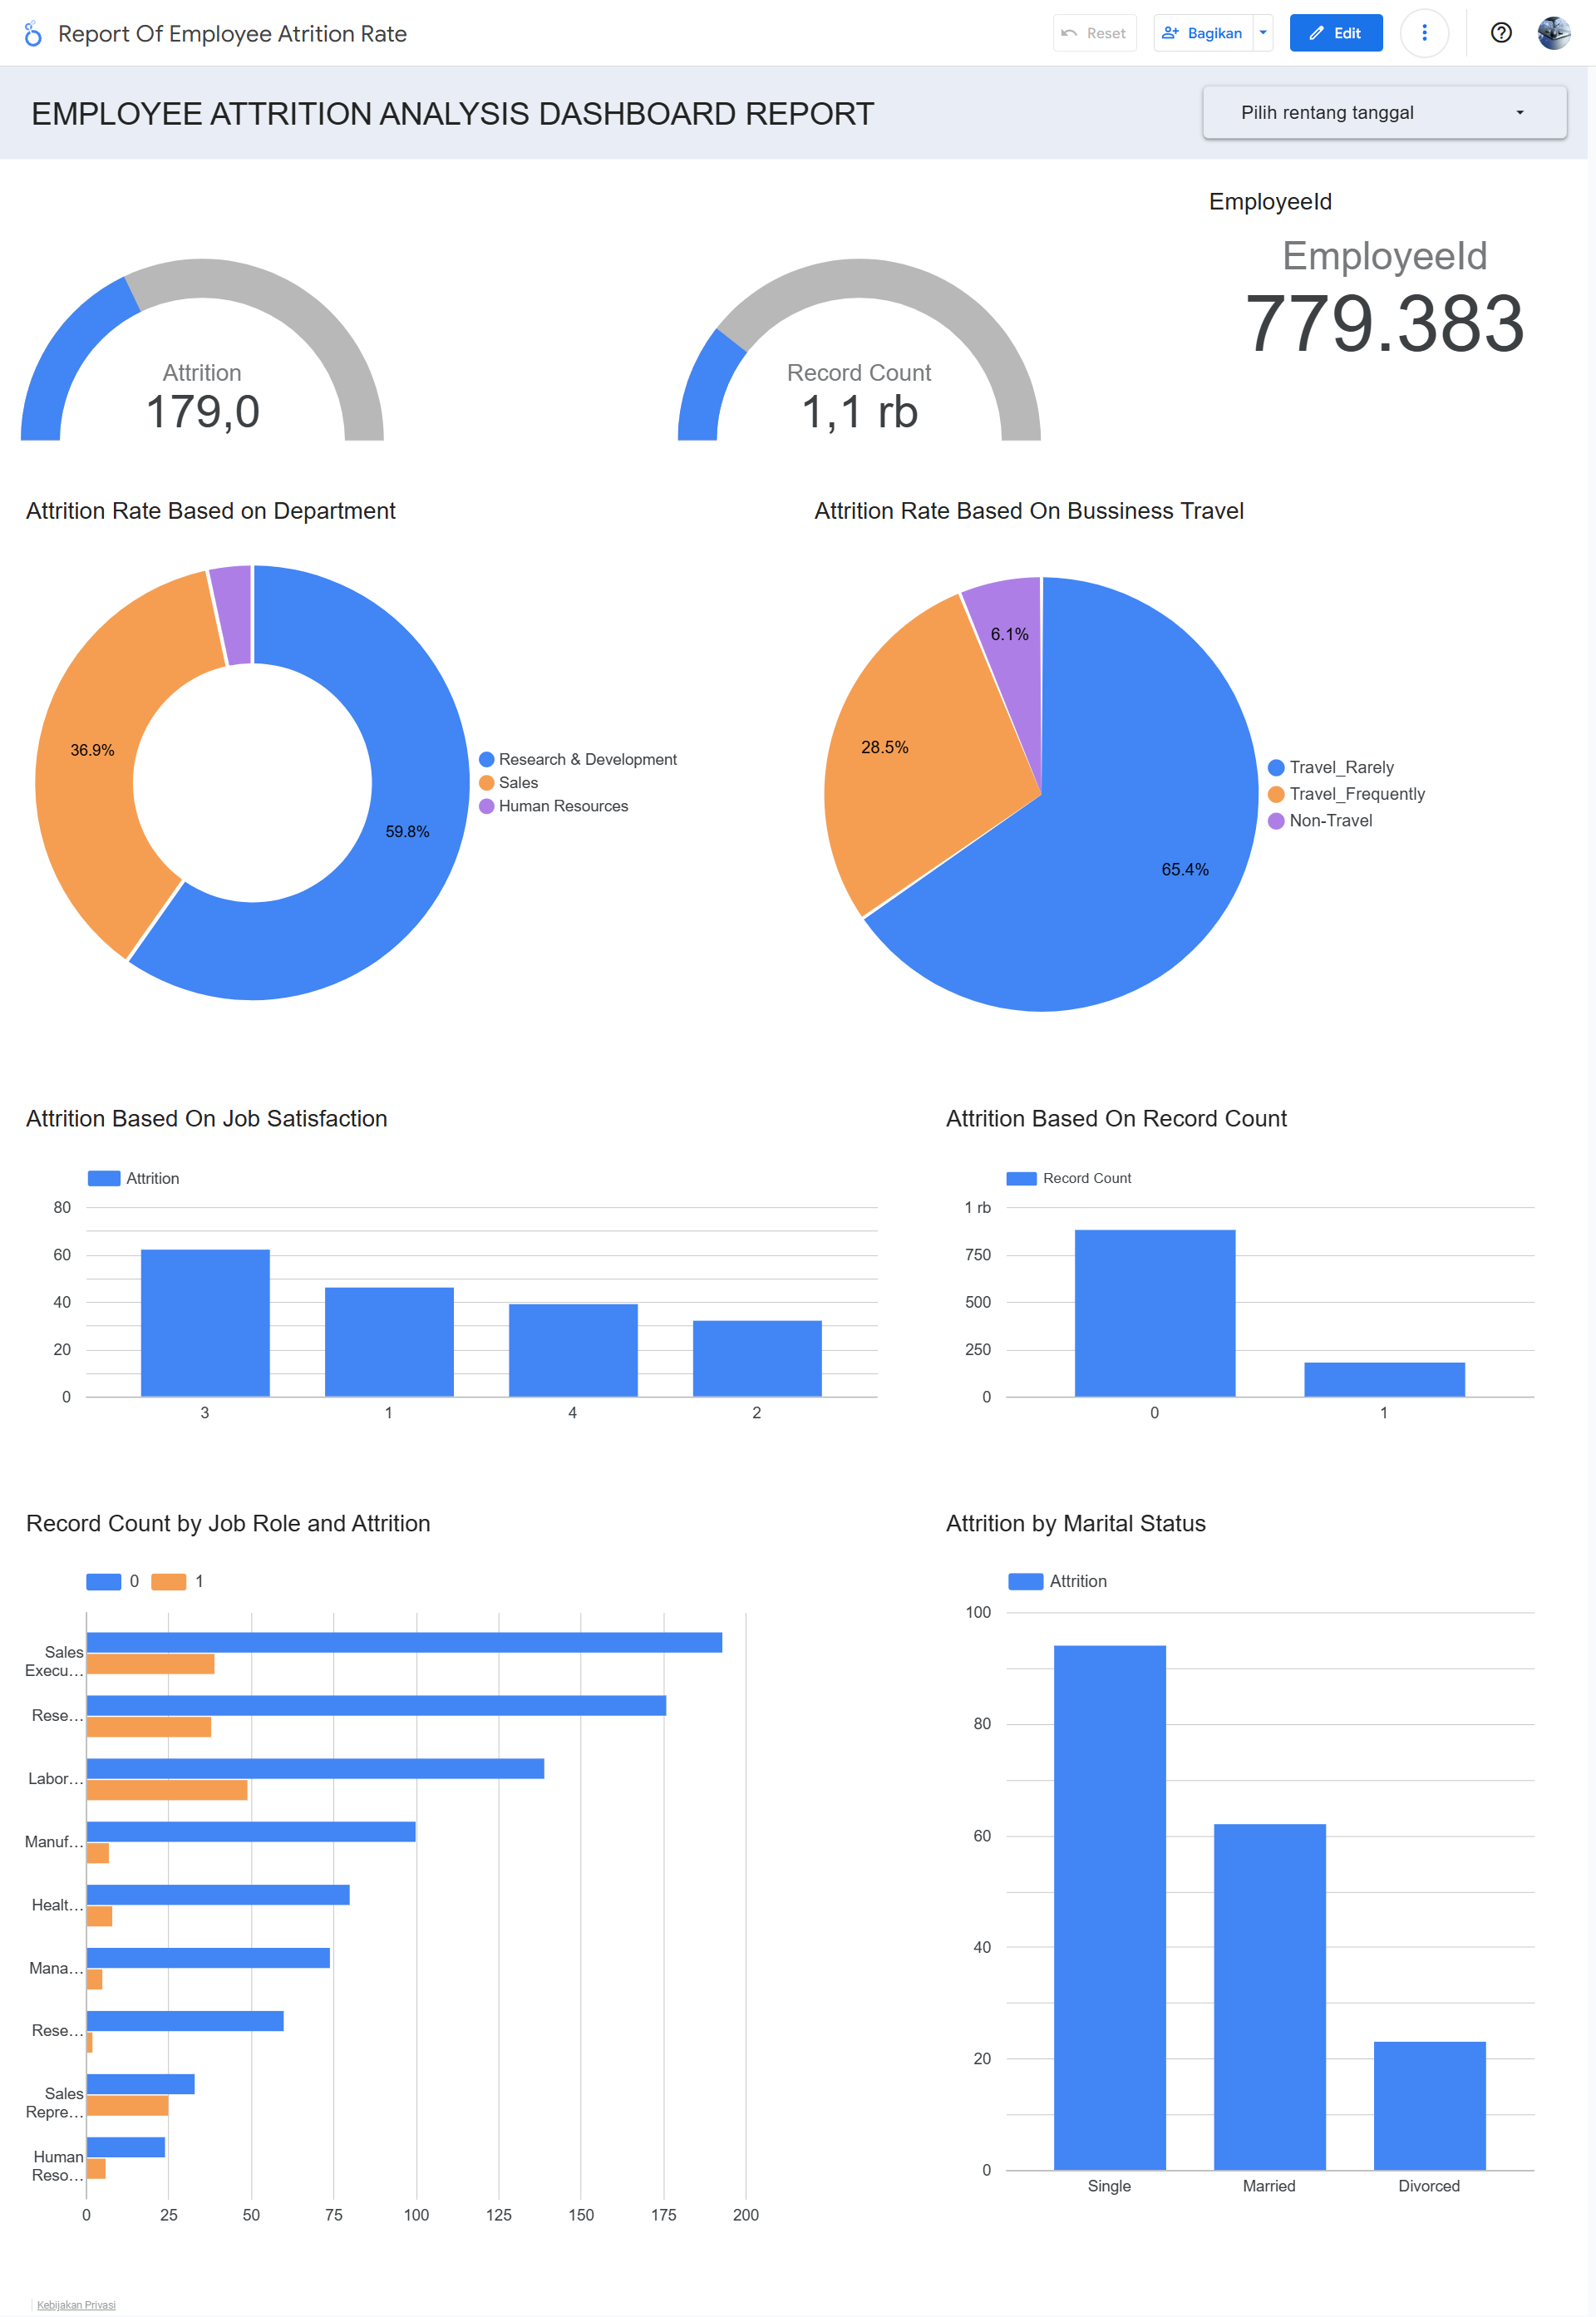 Report Of Employee Atrition Rate
Reset
Bagikan
Edit
EMPLOYEE ATTRITION ANALYSIS DASHBOARD REPORT
Pilih rentang tanggal
EmployeeId
EmployeeId
779.383
Attrition
179,0
Record Count
1,1 rb
Attrition Rate Based on Department
36.9%
59.8%
Research & Development
Sales
Human Resources
Attrition Rate Based On Bussiness Travel
6.1%
28.5%
65.4%
Travel_Rarely
Travel_Frequently
Non-Travel
Attrition Based On Job Satisfaction
Attrition
80
60
40
20
0
3 1 4 2
Attrition Based On Record Count
Record Count
1 rb
750
500
250
0
0 1
Record Count by Job Role and Attrition
0 1
Sales
Execu…
Rese…
Labor…
Manuf…
Healt…
Mana…
Rese…
Sales
Repre…
Human
Reso…
0 25 50 75 100 125 150 175 200
Attrition by Marital Status
Attrition
100
80
60
40
20
0
Single Married Divorced
Kebijakan Privasi